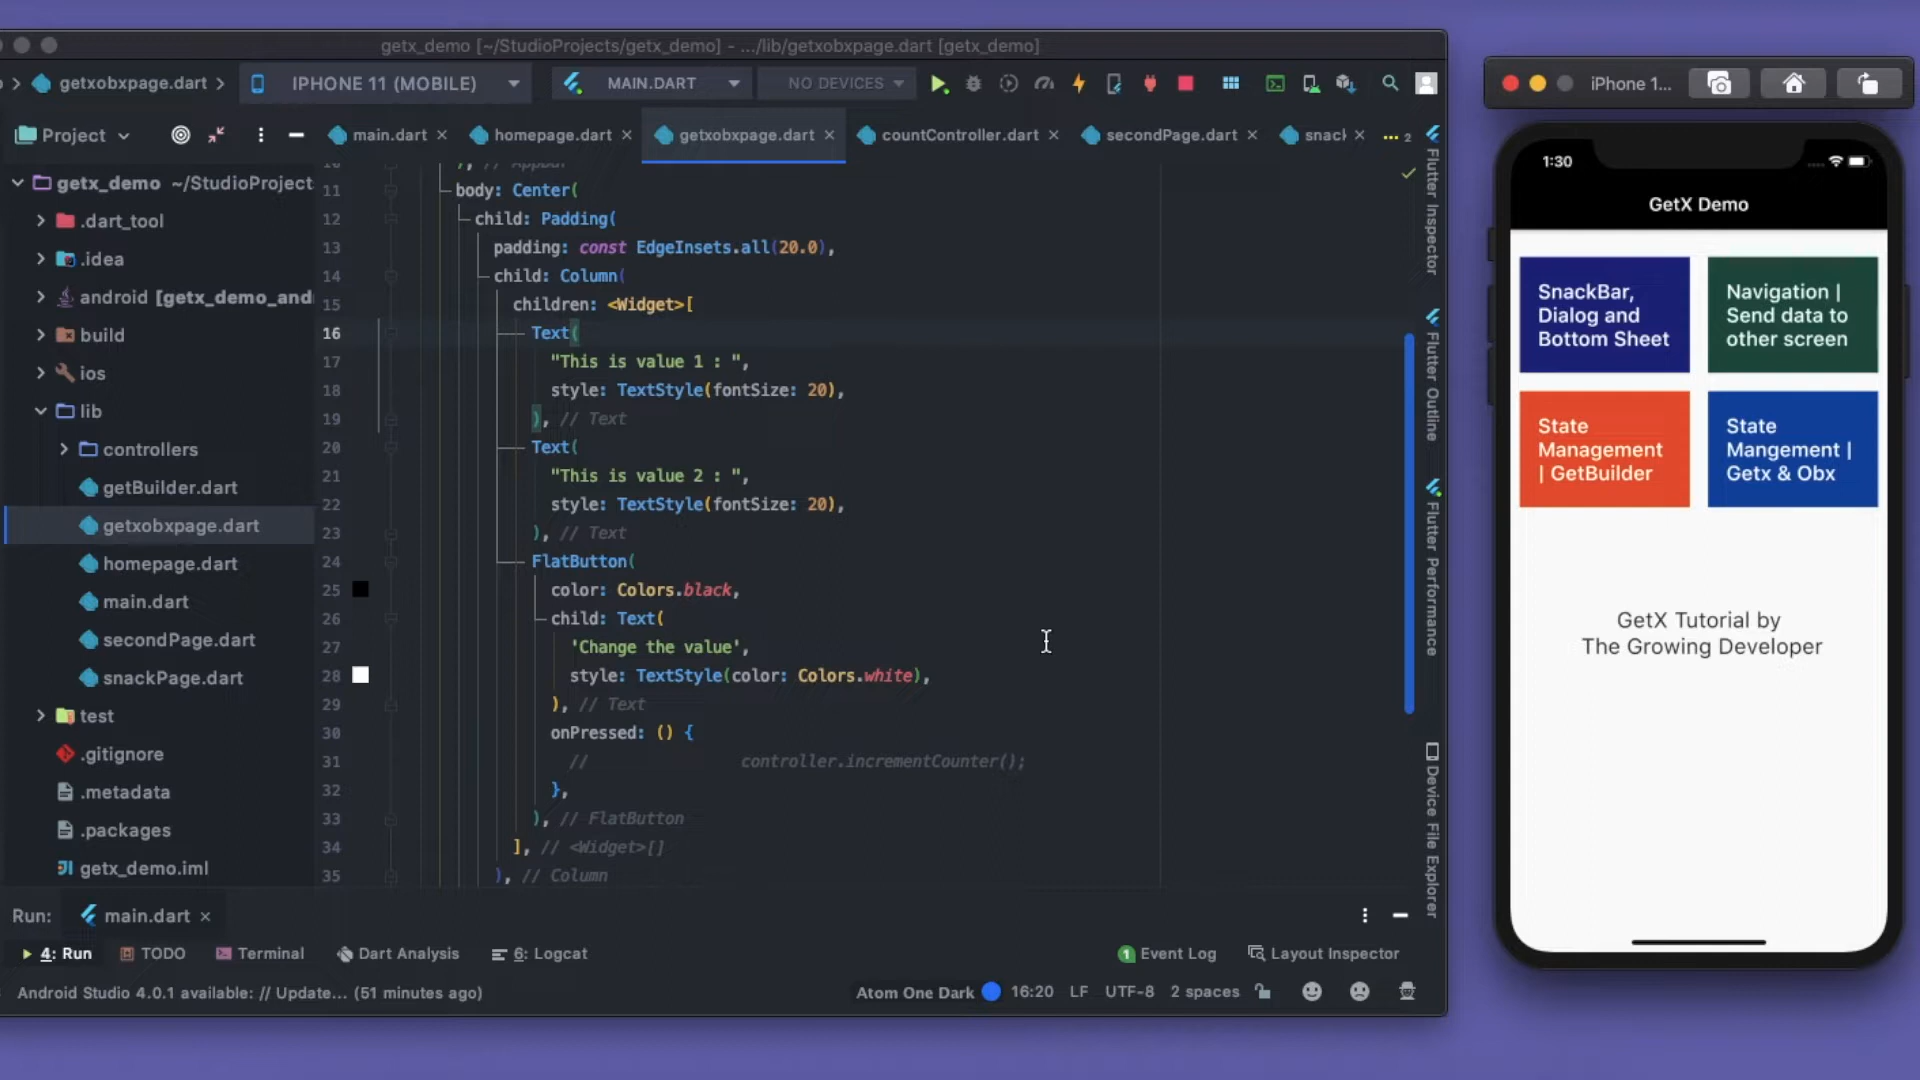 getx_demo [~/StudioProjects/getx_demo] - .../lib/getxobxpage.dart [getx_demo]
getxobxpage.dart
IPHONE 11 (MOBILE)
MAIN.DART
NO DEVICES
Project
main.dart
homepage.dart
getxobxpage.dart
countController.dart
secondPage.dart
2
getx_demo ~/StudioProject
.dart_tool
.idea
android [getx_demo_and
build
ios
lib
controllers
getBuilder.dart
getxobxpage.dart
homepage.dart
main.dart
secondPage.dart
snackPage.dart
test
.gitignore
.metadata
.packages
getx_demo.iml
11 body: Center(
12 child: Padding(
13 padding: const EdgeInsets.all(20.0),
14 child: Column(
15 children: <Widget>[
16 Text(
17 "This is value 1 : ",
18 style: TextStyle(fontSize: 20),
19 ), // Text
20 Text(
21 "This is value 2 : ",
22 style: TextStyle(fontSize: 20),
23 ), // Text
24 FlatButton(
25 color: Colors.black,
26 child: Text(
27 'Change the value',
28 style: TextStyle(color: Colors.white),
29 ), // Text
30 onPressed: () {
31 // controller.incrementCounter();
32 },
33 ), // FlatButton
34 ], // <Widget>[]
35 ), // Column
Flutter Inspector
Flutter Outline
Flutter Performance
Device File Explorer
Run: main.dart
4: Run
TODO
Terminal
Dart Analysis
6: Logcat
1 Event Log
Layout Inspector
Android Studio 4.0.1 available: // Update... (51 minutes ago)
Atom One Dark
16:20
LF
UTF-8
2 spaces
iPhone 1...
1:30
GetX Demo
SnackBar,
Dialog and
Bottom Sheet
Navigation |
Send data to
other screen
State
Management
| GetBuilder
State
Mangement |
Getx & Obx
GetX Tutorial by
The Growing Developer